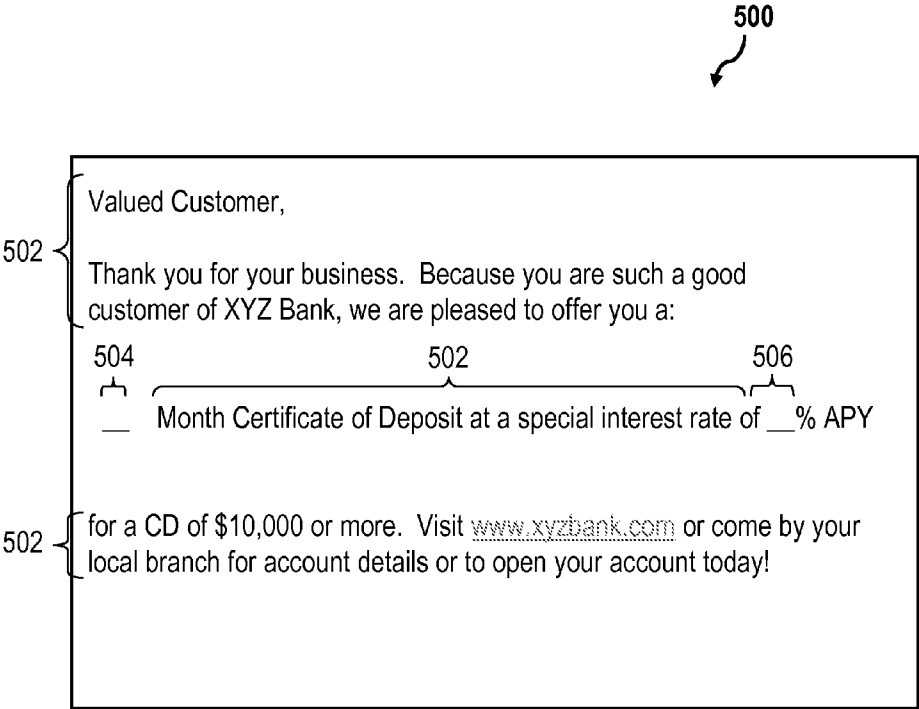 500
502
Valued Customer,
Thank you for your business.  Because you are such a good
customer of XYZ Bank, we are pleased to offer you a:
504 502 506
__ Month Certificate of Deposit at a special interest rate of __% APY
502
for a CD of $10,000 or more.  Visit www.xyzbank.com or come by your
local branch for account details or to open your account today!